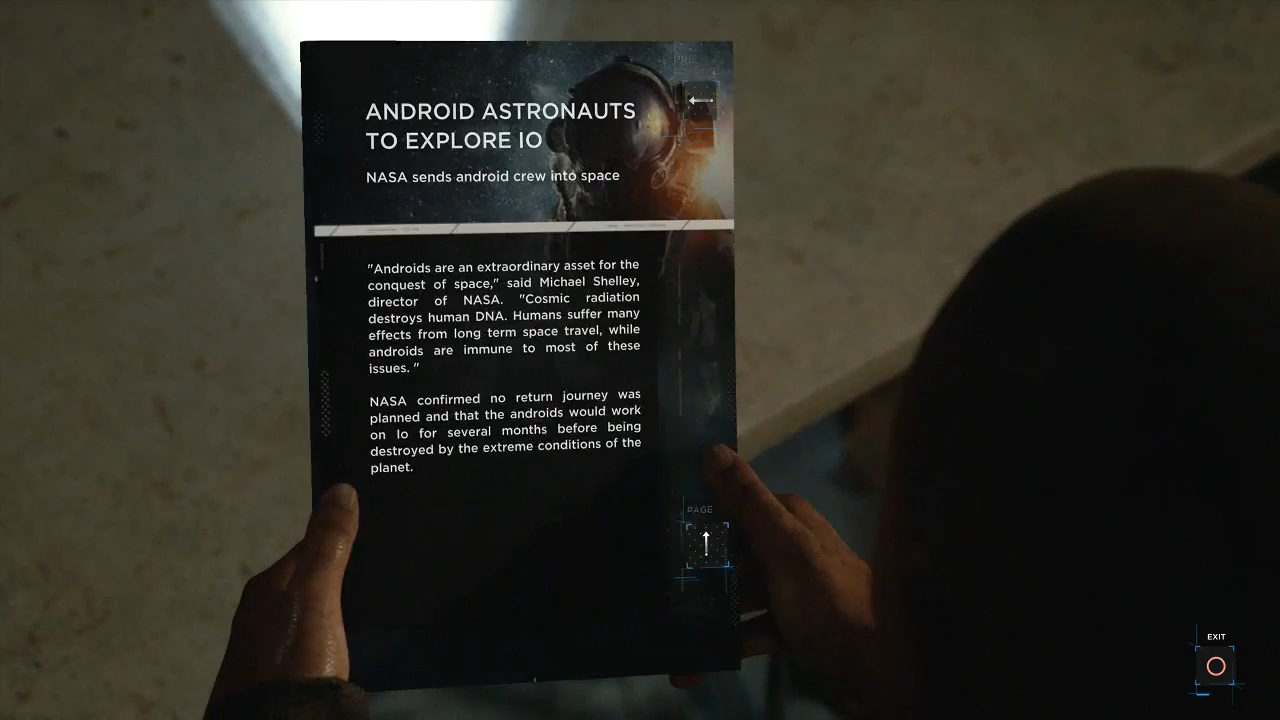 ANDROID ASTRONAUTS
TO EXPLORE IO
NASA sends android crew into space
"Androids are an extraordinary asset for the
conquest of space," said Michael Shelley,
director of NASA. "Cosmic radiation
destroys human DNA. Humans suffer many
effects from long term space travel, while
androids are immune to most of these
issues. "
NASA confirmed no return journey was
planned and that the androids would work
on Io for several months before being
destroyed by the extreme conditions of the
planet.
PAGE
EXIT